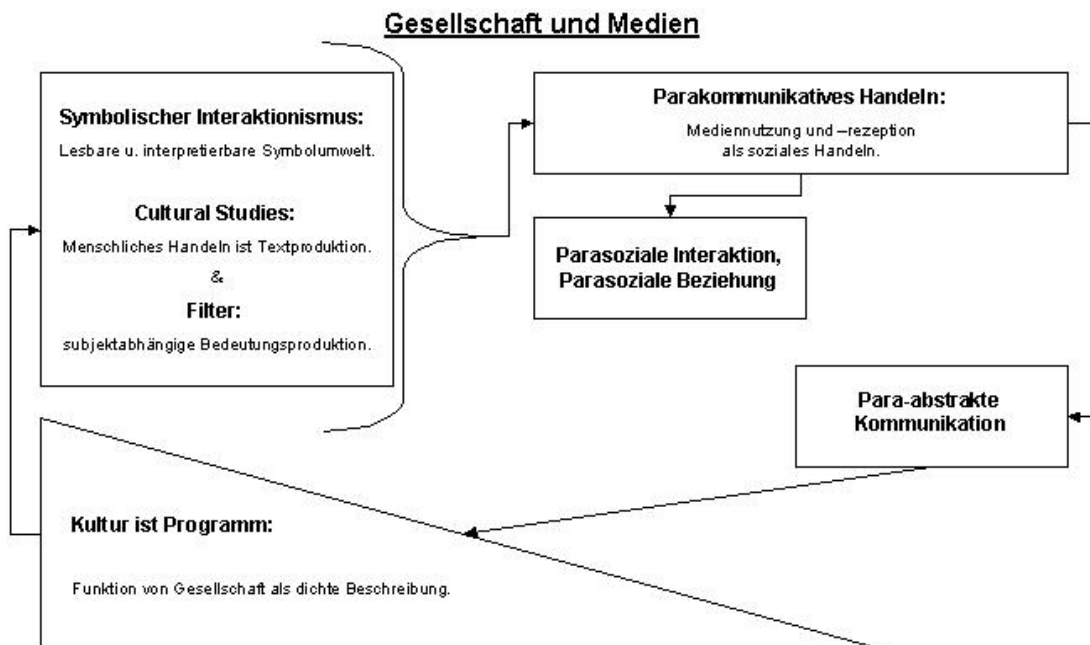 Gesellschaft und Medien
Symbolischer Interaktionismus:
Lesbare u. interpretierbare Symbolumwelt.
Cultural Studies:
Menschliches Handeln ist Textproduktion.
&
Filter:
subjektabhängige Bedeutungsproduktion.
Parakommunikatives Handeln:
Mediennutzung und –rezeption
als soziales Handeln.
Parasoziale Interaktion,
Parasoziale Beziehung
Para-abstrakte
Kommunikation
Kultur ist Programm:
Funktion von Gesellschaft als dichte Beschreibung.